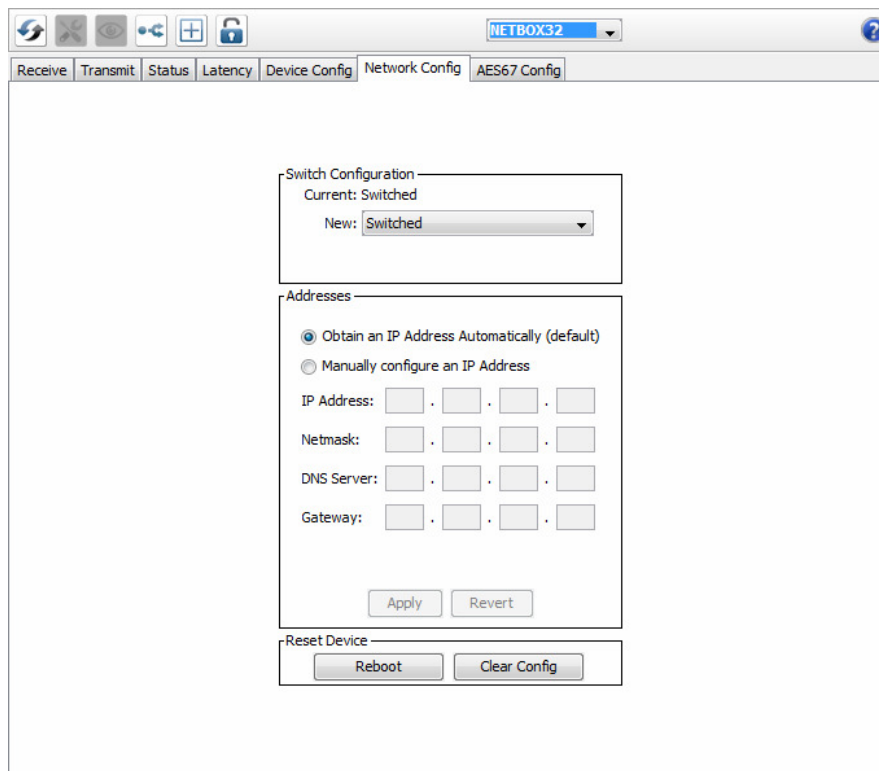 NETBOX32
?
Receive Transmit Status Latency Device Config Network Config AES67 Config
Switch Configuration
Current: Switched
New: Switched
Addresses
Obtain an IP Address Automatically (default)
Manually configure an IP Address
IP Address: . . .
Netmask: . . .
DNS Server: . . .
Gateway: . . .
Apply Revert
Reset Device
Reboot Clear Config